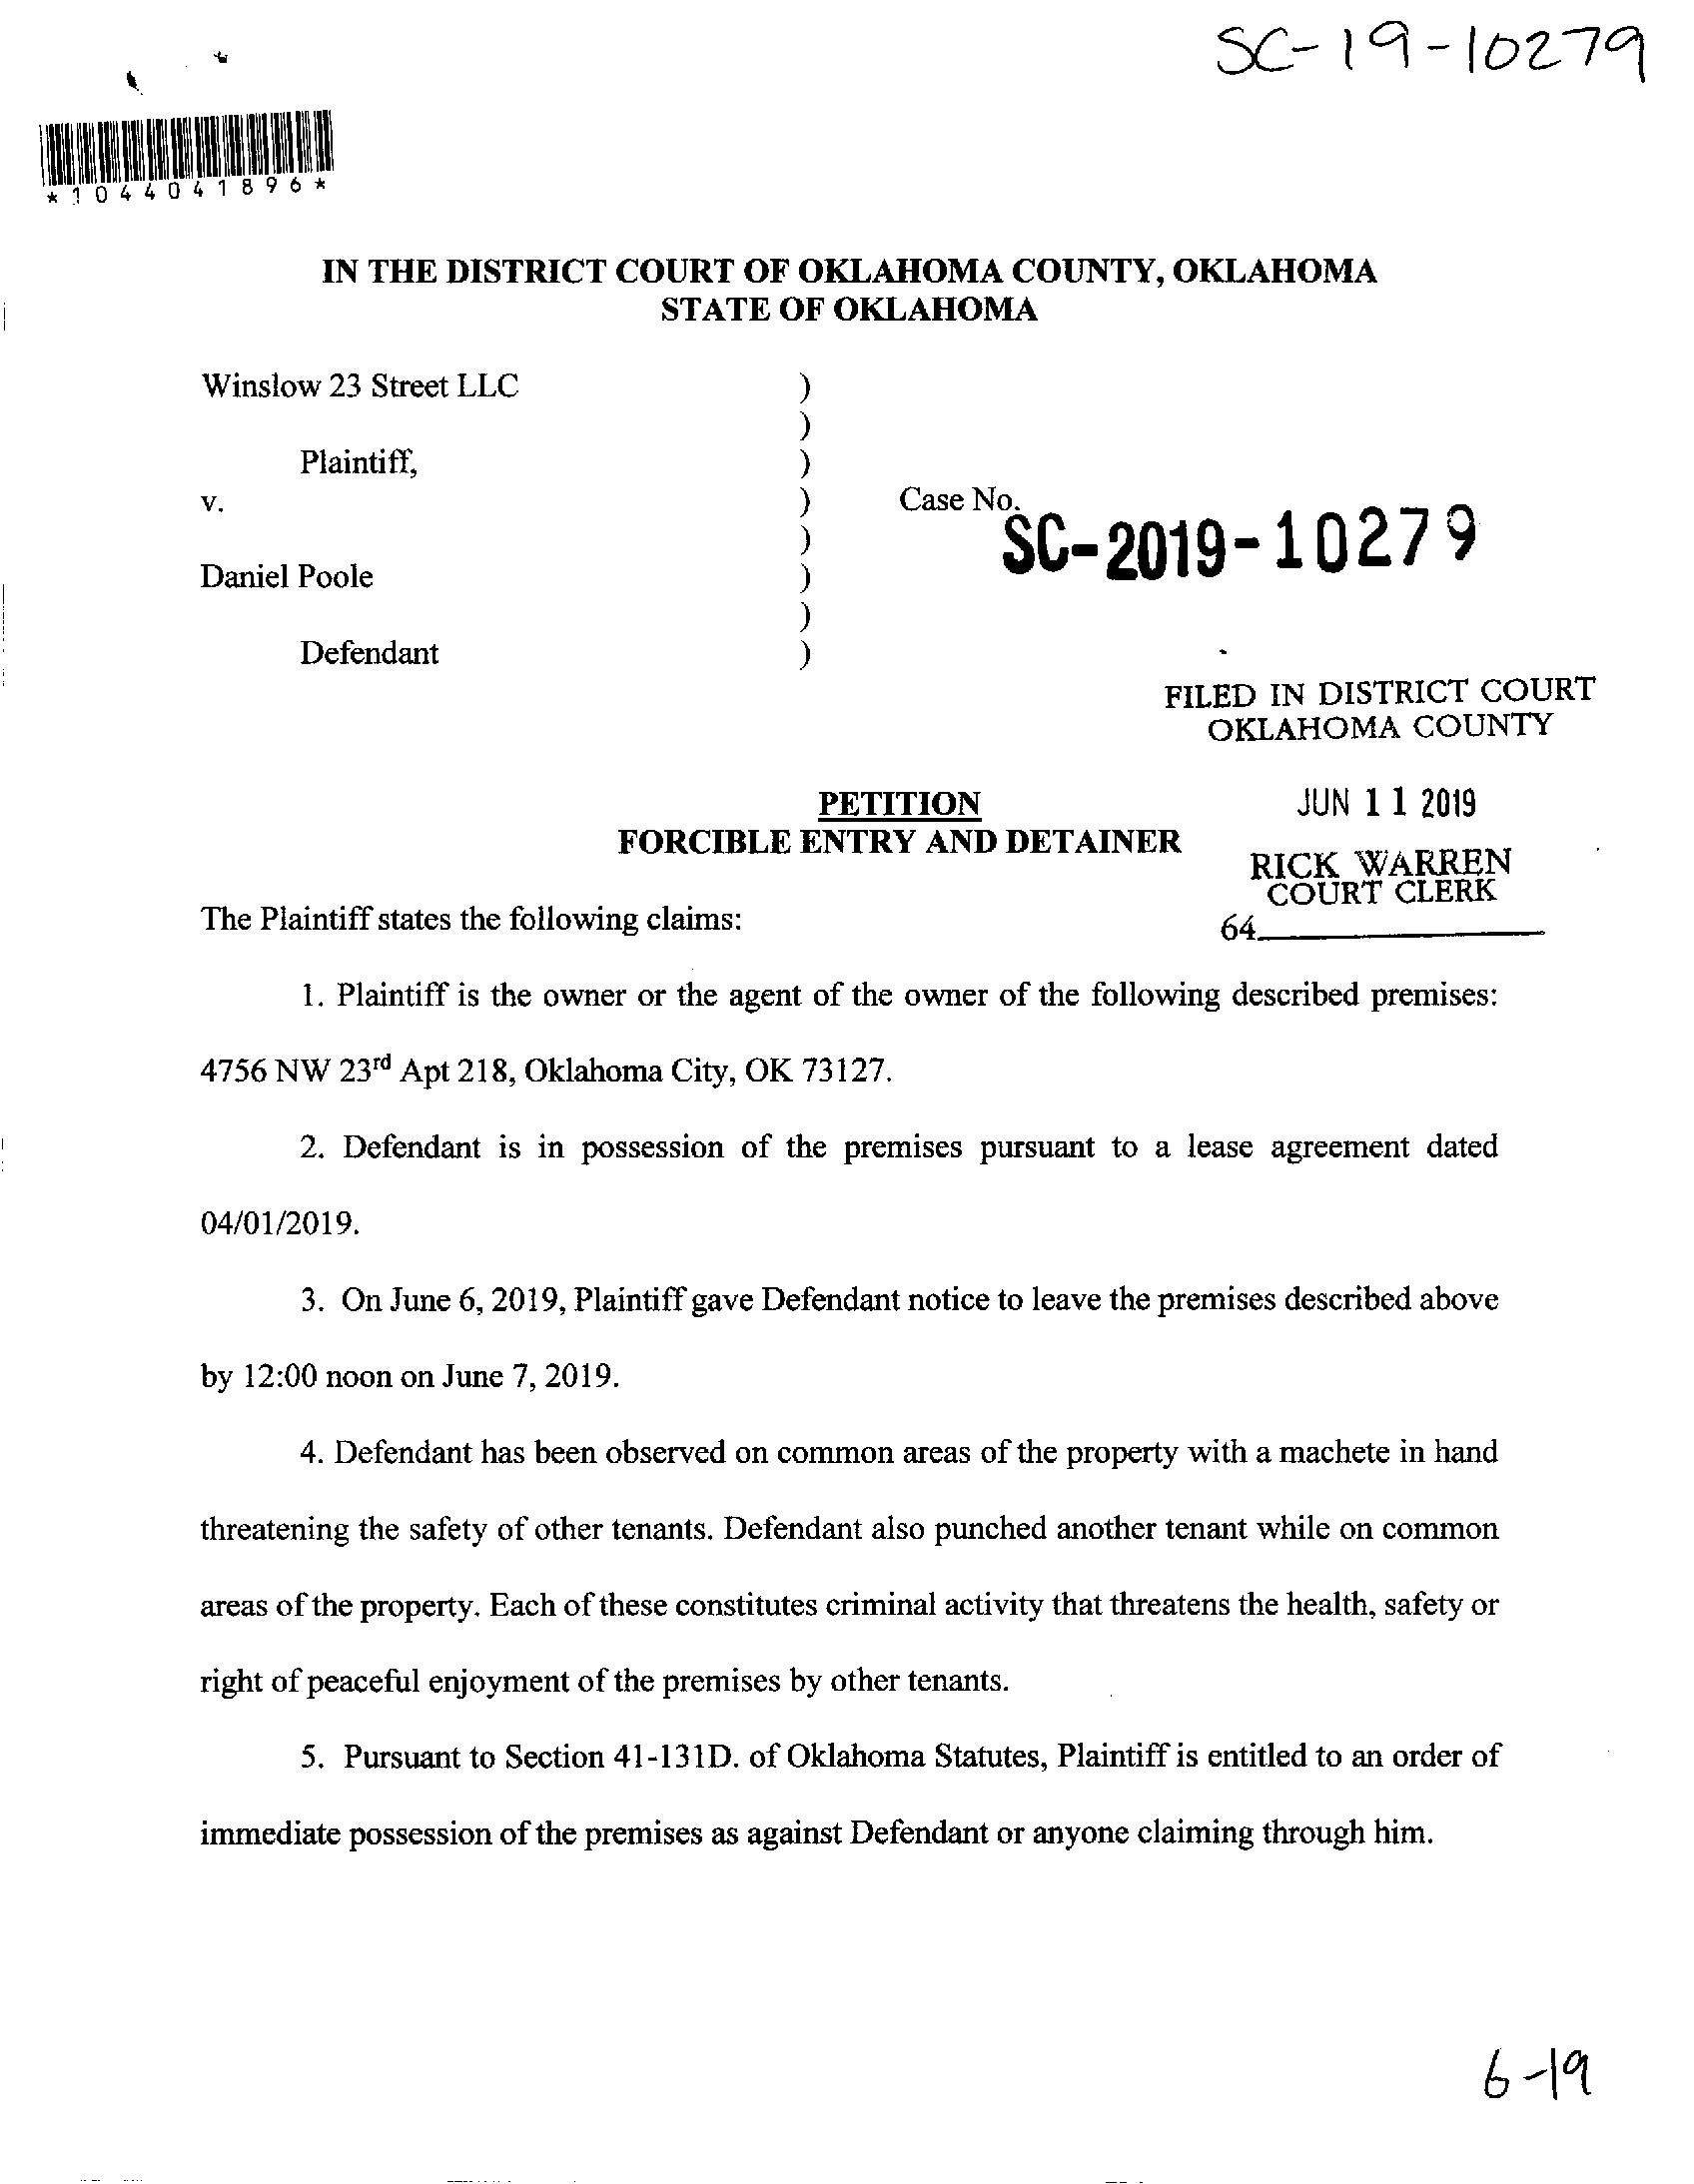 SC-19-10279
*1044041896*
IN THE DISTRICT COURT OF OKLAHOMA COUNTY, OKLAHOMA
STATE OF OKLAHOMA
Winslow 23 Street LLC )
)
Plaintiff, )
v. ) Case No.
SC-2019-10279
)
Daniel Poole )
)
Defendant )
FILED IN DISTRICT COURT
OKLAHOMA COUNTY
JUN 11 2019
RICK WARREN
COURT CLERK
64
PETITION
FORCIBLE ENTRY AND DETAINER
The Plaintiff states the following claims:
1. Plaintiff is the owner or the agent of the owner of the following described premises:
4756 NW 23rd Apt 218, Oklahoma City, OK 73127.
2. Defendant is in possession of the premises pursuant to a lease agreement dated
04/01/2019.
3. On June 6, 2019, Plaintiff gave Defendant notice to leave the premises described above
by 12:00 noon on June 7, 2019.
4. Defendant has been observed on common areas of the property with a machete in hand
threatening the safety of other tenants. Defendant also punched another tenant while on common
areas of the property. Each of these constitutes criminal activity that threatens the health, safety or
right of peaceful enjoyment of the premises by other tenants.
5. Pursuant to Section 41-131D. of Oklahoma Statutes, Plaintiff is entitled to an order of
immediate possession of the premises as against Defendant or anyone claiming through him.
6-19